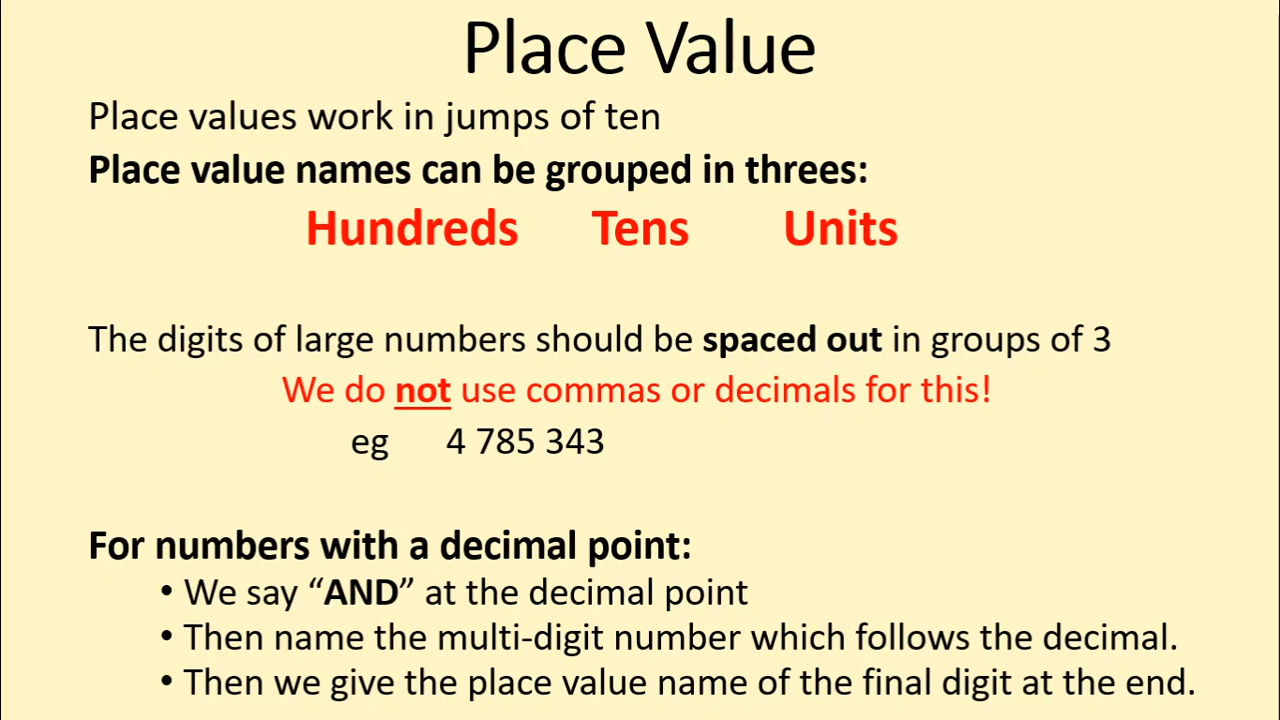 Place Value
Place values work in jumps of ten
Place value names can be grouped in threes:
Hundreds Tens Units
The digits of large numbers should be spaced out in groups of 3
We do not use commas or decimals for this!
eg 4 785 343
For numbers with a decimal point:
• We say “AND” at the decimal point
• Then name the multi-digit number which follows the decimal.
• Then we give the place value name of the final digit at the end.